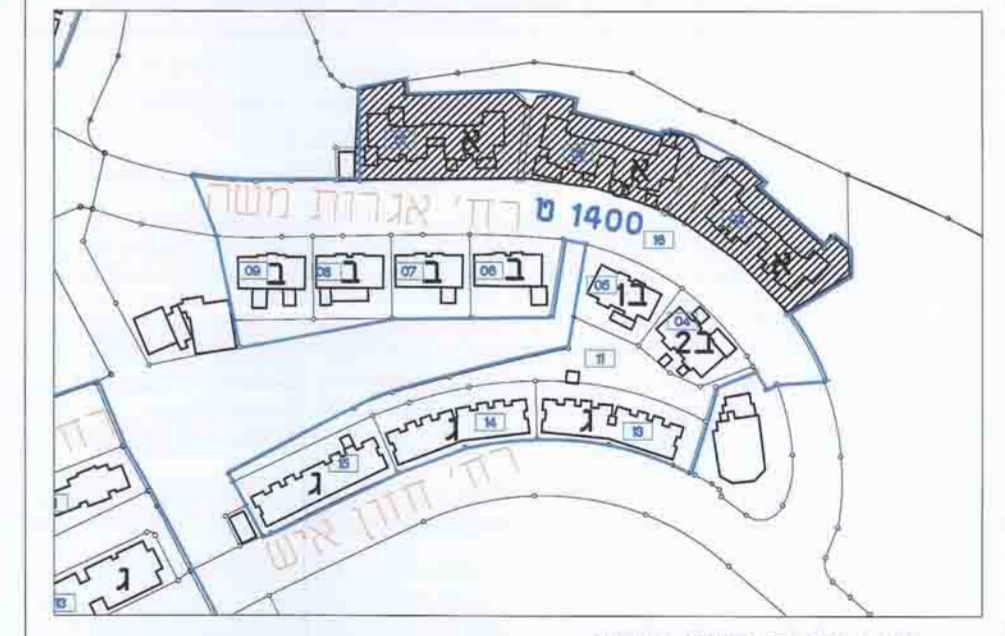 א
א
א
רח' אגרות משה
ט 1400
16
09 ב
08 ב
07 ב
06 ב
05 ב1
04 ב2
11
14 ג
13 ג
15 ג
רח' חזון איש
ג
13